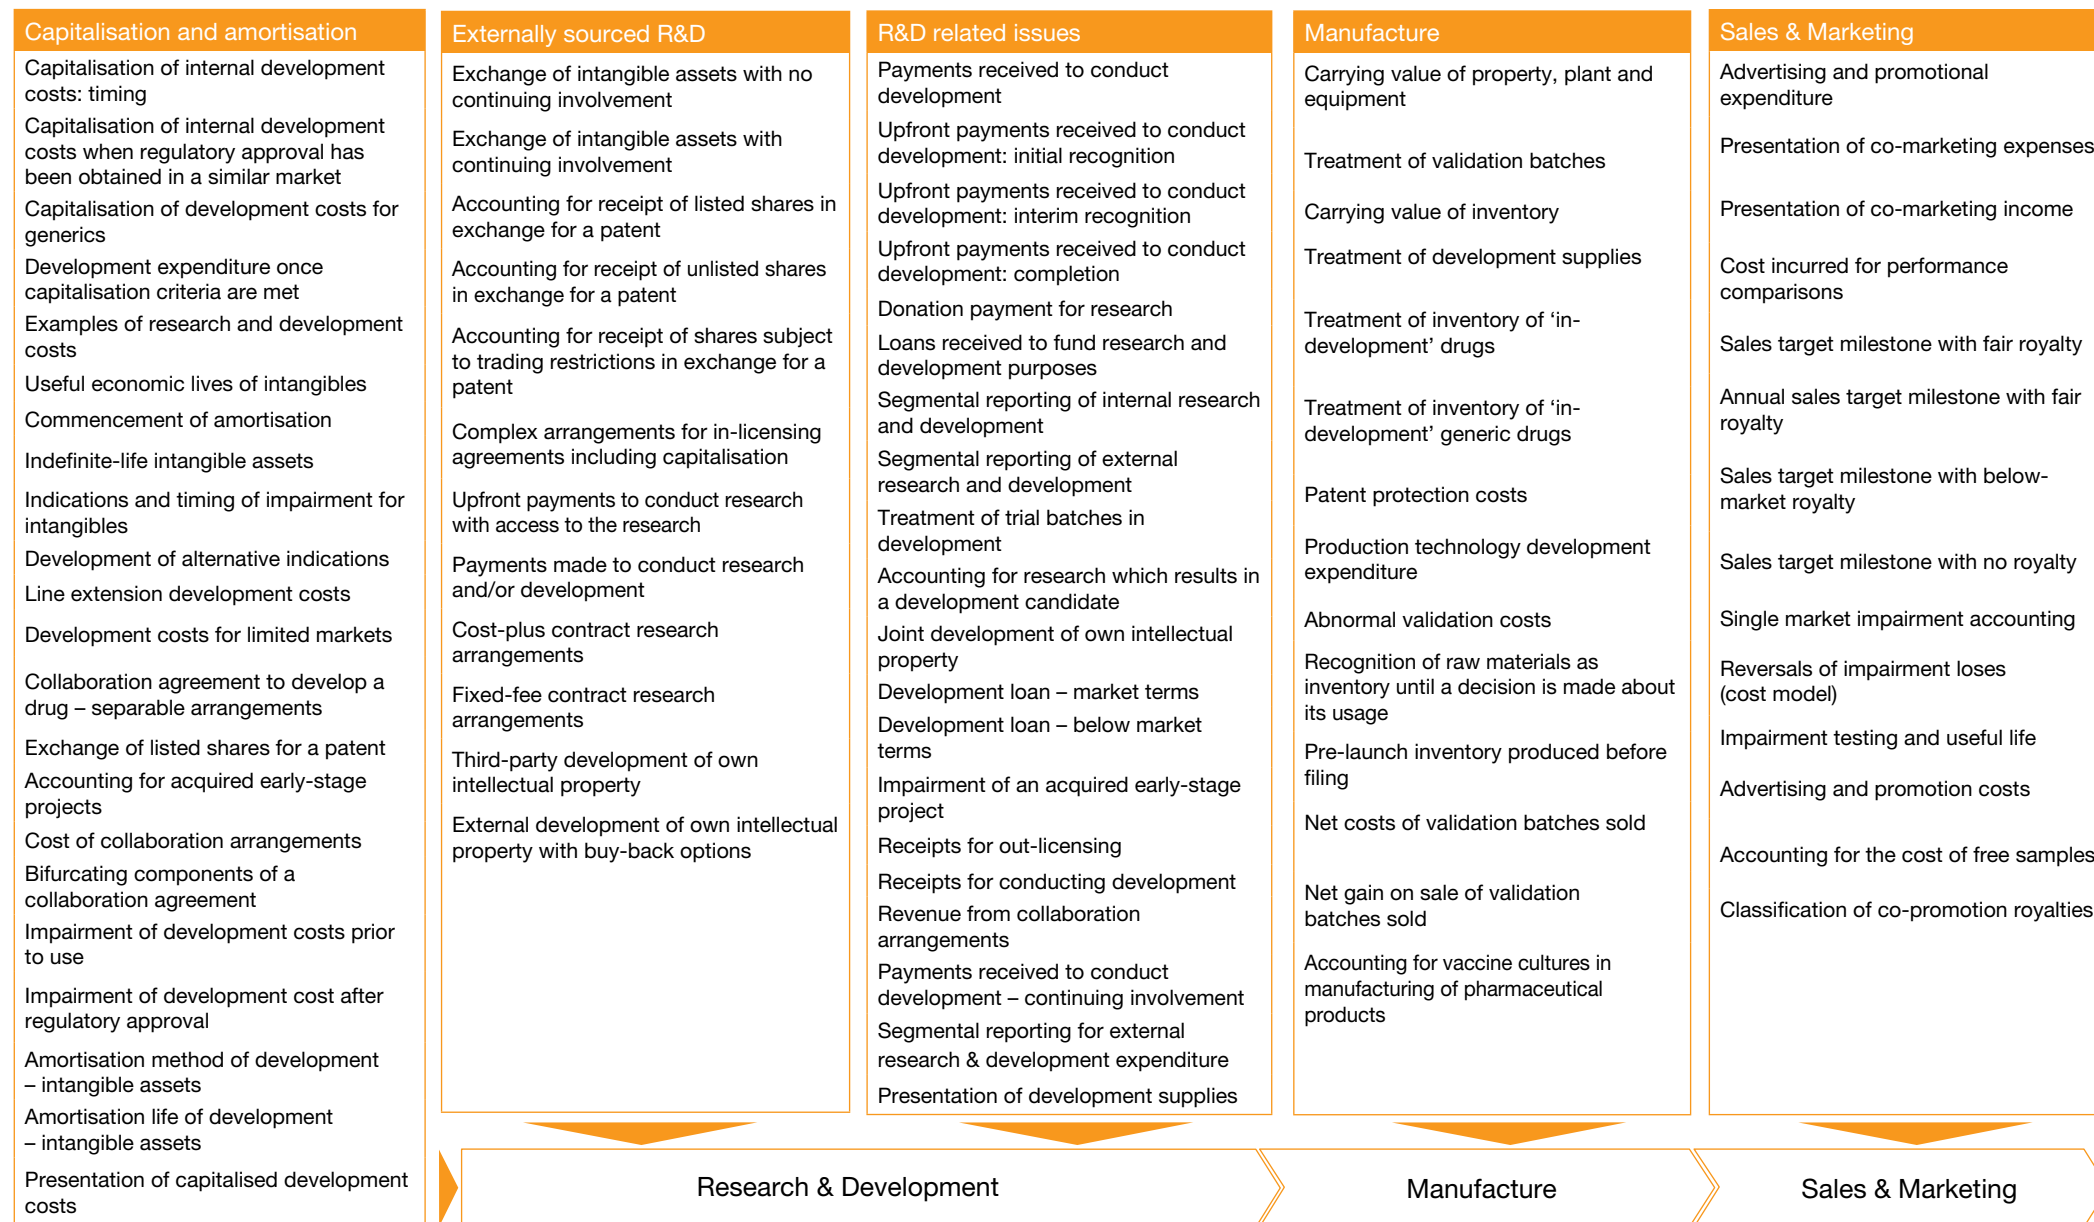 Capitalisation and amortisation
Capitalisation of internal development
costs: timing
Capitalisation of internal development
costs when regulatory approval has
been obtained in a similar market
Capitalisation of development costs for
generics
Development expenditure once
capitalisation criteria are met
Examples of research and development
costs
Useful economic lives of intangibles
Commencement of amortisation
Indefinite-life intangible assets
Indications and timing of impairment for
intangibles
Development of alternative indications
Line extension development costs
Development costs for limited markets
Collaboration agreement to develop a
drug – separable arrangements
Exchange of listed shares for a patent
Accounting for acquired early-stage
projects
Cost of collaboration arrangements
Bifurcating components of a
collaboration agreement
Impairment of development costs prior
to use
Impairment of development cost after
regulatory approval
Amortisation method of development
– intangible assets
Amortisation life of development
– intangible assets
Presentation of capitalised development
costs
Externally sourced R&D
Exchange of intangible assets with no
continuing involvement
Exchange of intangible assets with
continuing involvement
Accounting for receipt of listed shares in
exchange for a patent
Accounting for receipt of unlisted shares
in exchange for a patent
Accounting for receipt of shares subject
to trading restrictions in exchange for a
patent
Complex arrangements for in-licensing
agreements including capitalisation
Upfront payments to conduct research
with access to the research
Payments made to conduct research
and/or development
Cost-plus contract research
arrangements
Fixed-fee contract research
arrangements
Third-party development of own
intellectual property
External development of own intellectual
property with buy-back options
R&D related issues
Payments received to conduct
development
Upfront payments received to conduct
development: initial recognition
Upfront payments received to conduct
development: interim recognition
Upfront payments received to conduct
development: completion
Donation payment for research
Loans received to fund research and
development purposes
Segmental reporting of internal research
and development
Segmental reporting of external
research and development
Treatment of trial batches in
development
Accounting for research which results in
a development candidate
Joint development of own intellectual
property
Development loan – market terms
Development loan – below market
terms
Impairment of an acquired early-stage
project
Receipts for out-licensing
Receipts for conducting development
Revenue from collaboration
arrangements
Payments received to conduct
development – continuing involvement
Segmental reporting for external
research & development expenditure
Presentation of development supplies
Manufacture
Carrying value of property, plant and
equipment
Treatment of validation batches
Carrying value of inventory
Treatment of development supplies
Treatment of inventory of ‘in-
development’ drugs
Treatment of inventory of ‘in-
development’ generic drugs
Patent protection costs
Production technology development
expenditure
Abnormal validation costs
Recognition of raw materials as
inventory until a decision is made about
its usage
Pre-launch inventory produced before
filing
Net costs of validation batches sold
Net gain on sale of validation
batches sold
Accounting for vaccine cultures in
manufacturing of pharmaceutical
products
Sales & Marketing
Advertising and promotional
expenditure
Presentation of co-marketing expenses
Presentation of co-marketing income
Cost incurred for performance
comparisons
Sales target milestone with fair royalty
Annual sales target milestone with fair
royalty
Sales target milestone with below-
market royalty
Sales target milestone with no royalty
Single market impairment accounting
Reversals of impairment loses
(cost model)
Impairment testing and useful life
Advertising and promotion costs
Accounting for the cost of free samples
Classification of co-promotion royalties
Research & Development
Manufacture
Sales & Marketing